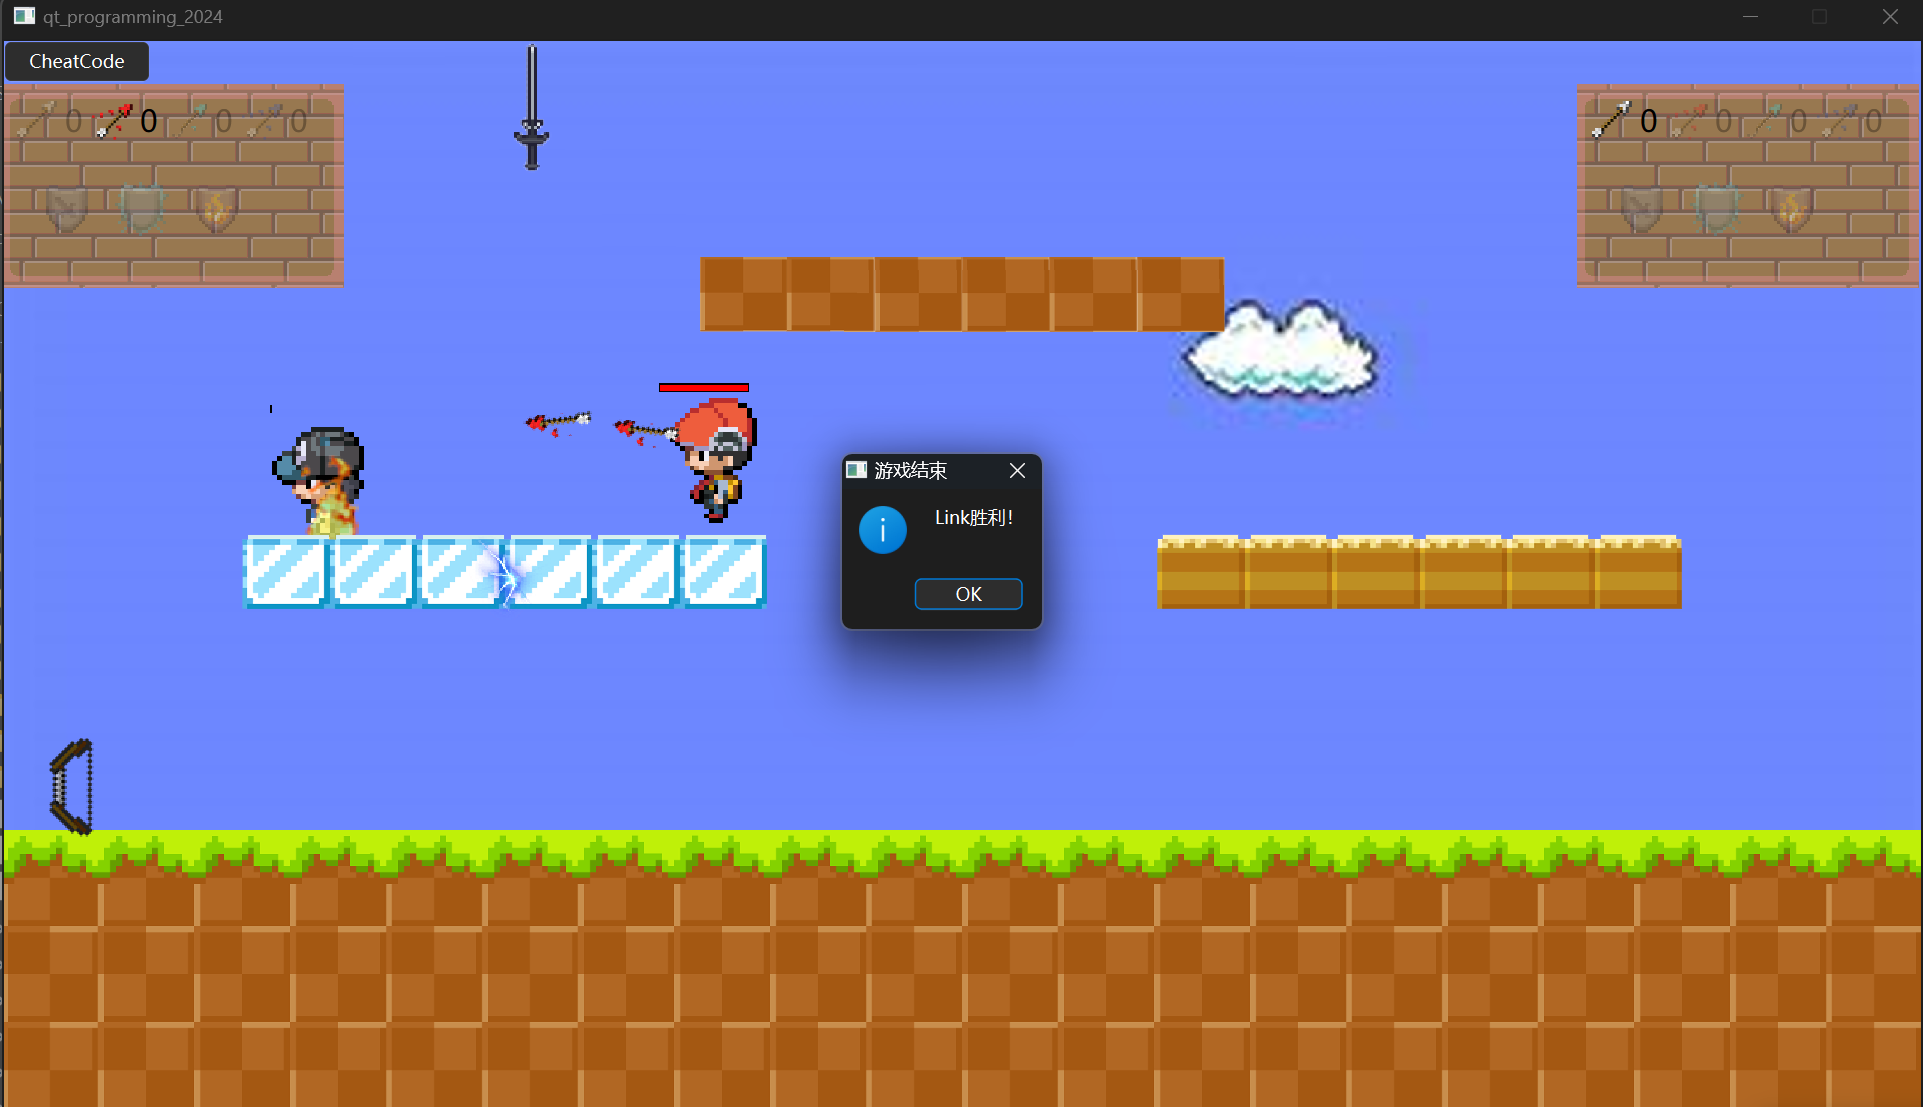 qt_programming_2024
CheatCode
0 0 0 0
0 0 0 0
游戏结束
Link胜利!
OK